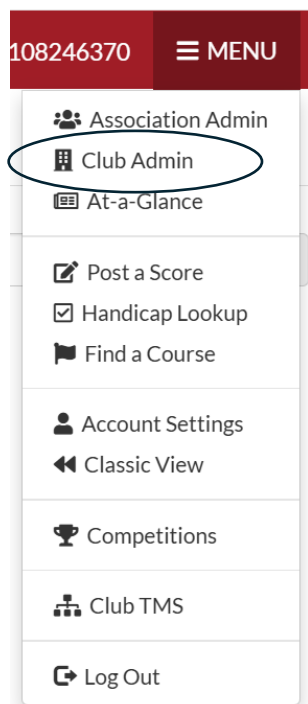 108246370 MENU
Association Admin
Club Admin
At-a-Glance
Post a Score
Handicap Lookup
Find a Course
Account Settings
Classic View
Competitions
Club TMS
Log Out